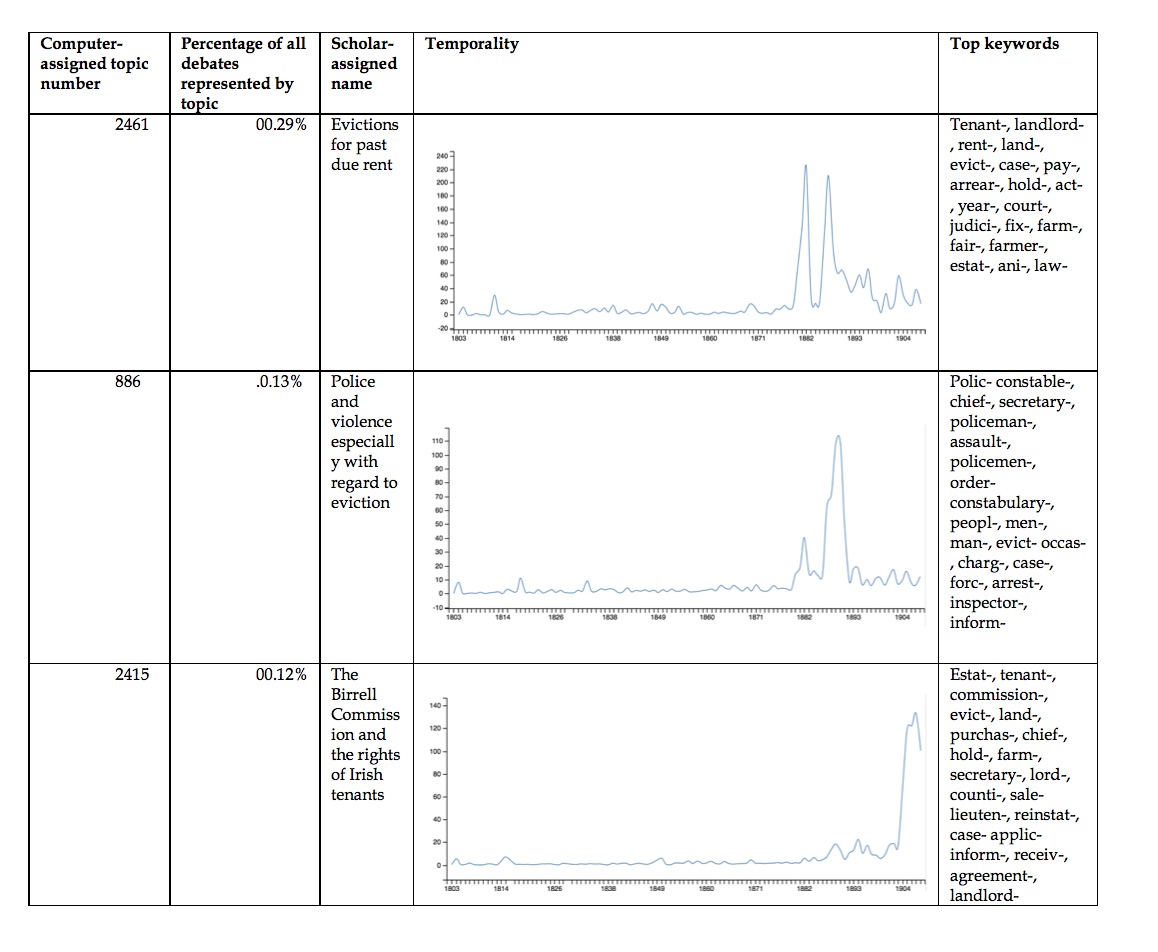 Computer-
assigned topic
number
Percentage of all
debates
represented by
topic
Scholar-
assigned
name
Temporality
Top keywords
2461
00.29%
Evictions
for past
due rent
240
220
200
180
160
140
120
100
80
60
40
20
0
-20
1803 1814 1826 1838 1849 1860 1871 1882 1893 1904
Tenant-, landlord-
, rent-, land-,
evict-, case-, pay-,
arrear-, hold-, act-
, year-, court-,
judici-, fix-, farm-,
fair-, farmer-,
estat-, ani-, law-
886
.0.13%
Police
and
violence
especiall
y with
regard to
eviction
110
100
90
80
70
60
50
40
30
20
10
0
-10
1803 1814 1826 1838 1849 1860 1871 1882 1893 1904
Polic- constable-,
chief-, secretary-,
policeman-,
assault-,
policemen-,
order-
constabulary-,
peopl-, men-,
man-, evict- occas-
, charg-, case-,
forc-, arrest-,
inspector-,
inform-
2415
00.12%
The
Birrell
Commiss
ion and
the rights
of Irish
tenants
140
120
100
80
60
40
20
0
1803 1814 1826 1838 1849 1860 1871 1882 1893 1904
Estat-, tenant-,
commission-,
evict-, land-,
purchas-, chief-,
hold-, farm-,
secretary-, lord-,
counti-, sale-
lieuten-, reinstat-,
case- applic-
inform-, receiv-,
agreement-,
landlord-